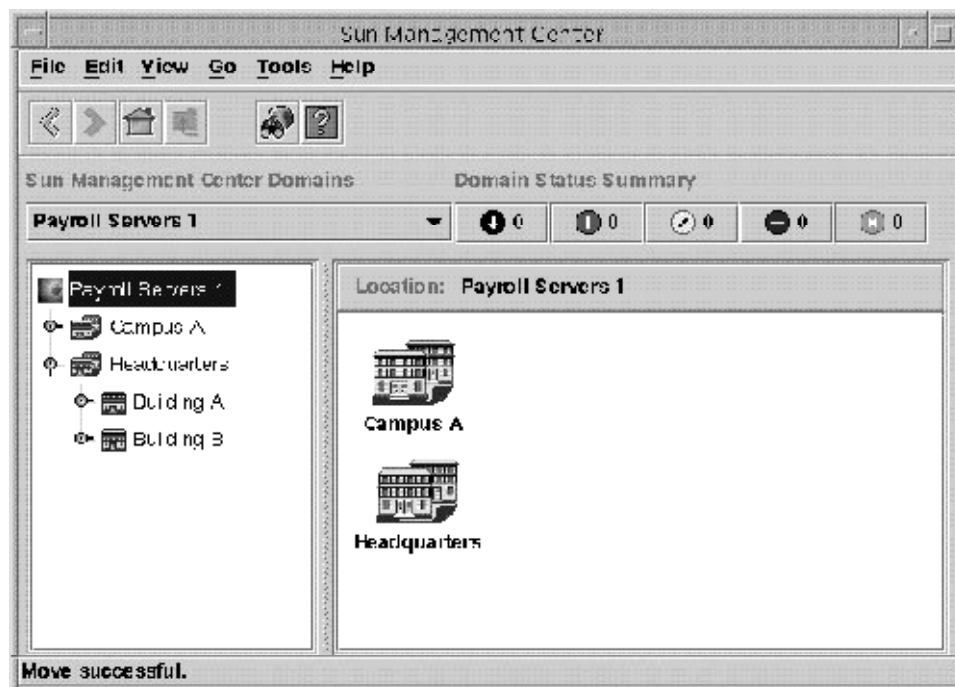 Sun Management Center
File Edit View Go Tools Help
Sun Management Center Domains
Domain Status Summary
Payroll Servers 1
0 0 0 0 0
Payroll Servers 1
Campus A
Headquarters
Building A
Building B
Location: Payroll Servers 1
Campus A
Headquarters
Move successful.